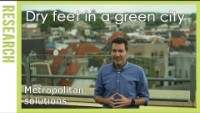 RESEARCH
Dry feet in a green city
Metropolitan
solutions